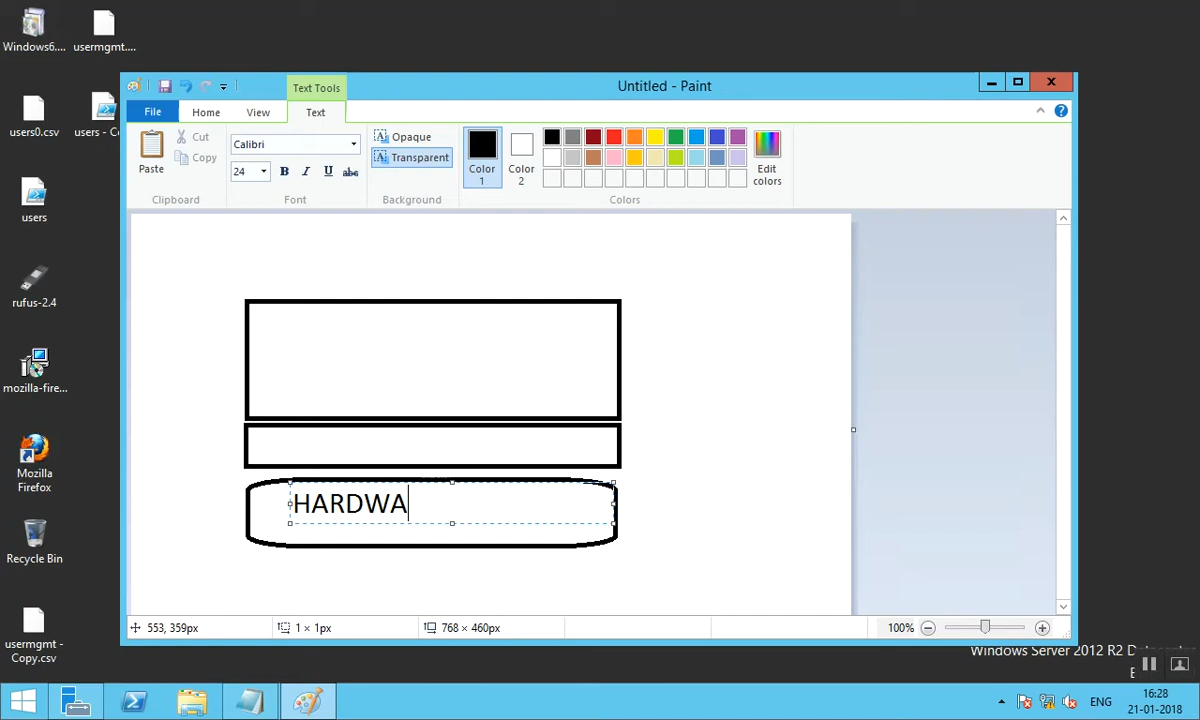 Windows6....
usermgmt....
users0.csv
users - Co
users
rufus-2.4
mozilla-fire...
Mozilla
Firefox
Recycle Bin
usermgmt -
Copy.csv
Text Tools
Untitled - Paint
File
Home
View
Text
Paste
Cut
Copy
Clipboard
Calibri
24
B
I
U
abc
Font
Opaque
Transparent
Background
Color
1
Color
2
Edit
colors
Colors
HARDWA
553, 359px
1 × 1px
768 × 460px
100%
Windows Server 2012 R2
ENG
16:28
21-01-2018